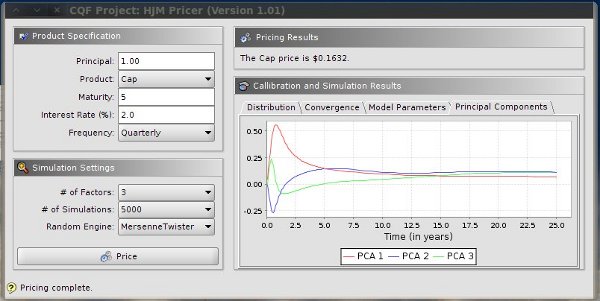 CQF Project: HJM Pricer (Version 1.01)
Product Specification
Principal: 1.00
Product: Cap
Maturity: 5
Interest Rate (%): 2.0
Frequency: Quarterly
Simulation Settings
# of Factors: 3
# of Simulations: 5000
Random Engine: MersenneTwister
Price
Pricing Results
The Cap price is $0.1632.
Callibration and Simulation Results
Distribution Convergence Model Parameters Principal Components
0.50
0.25
0.00
-0.25
0.0 2.5 5.0 7.5 10.0 12.5 15.0 17.5 20.0 22.5 25.0
Time (in years)
PCA 1 PCA 2 PCA 3
Pricing complete.